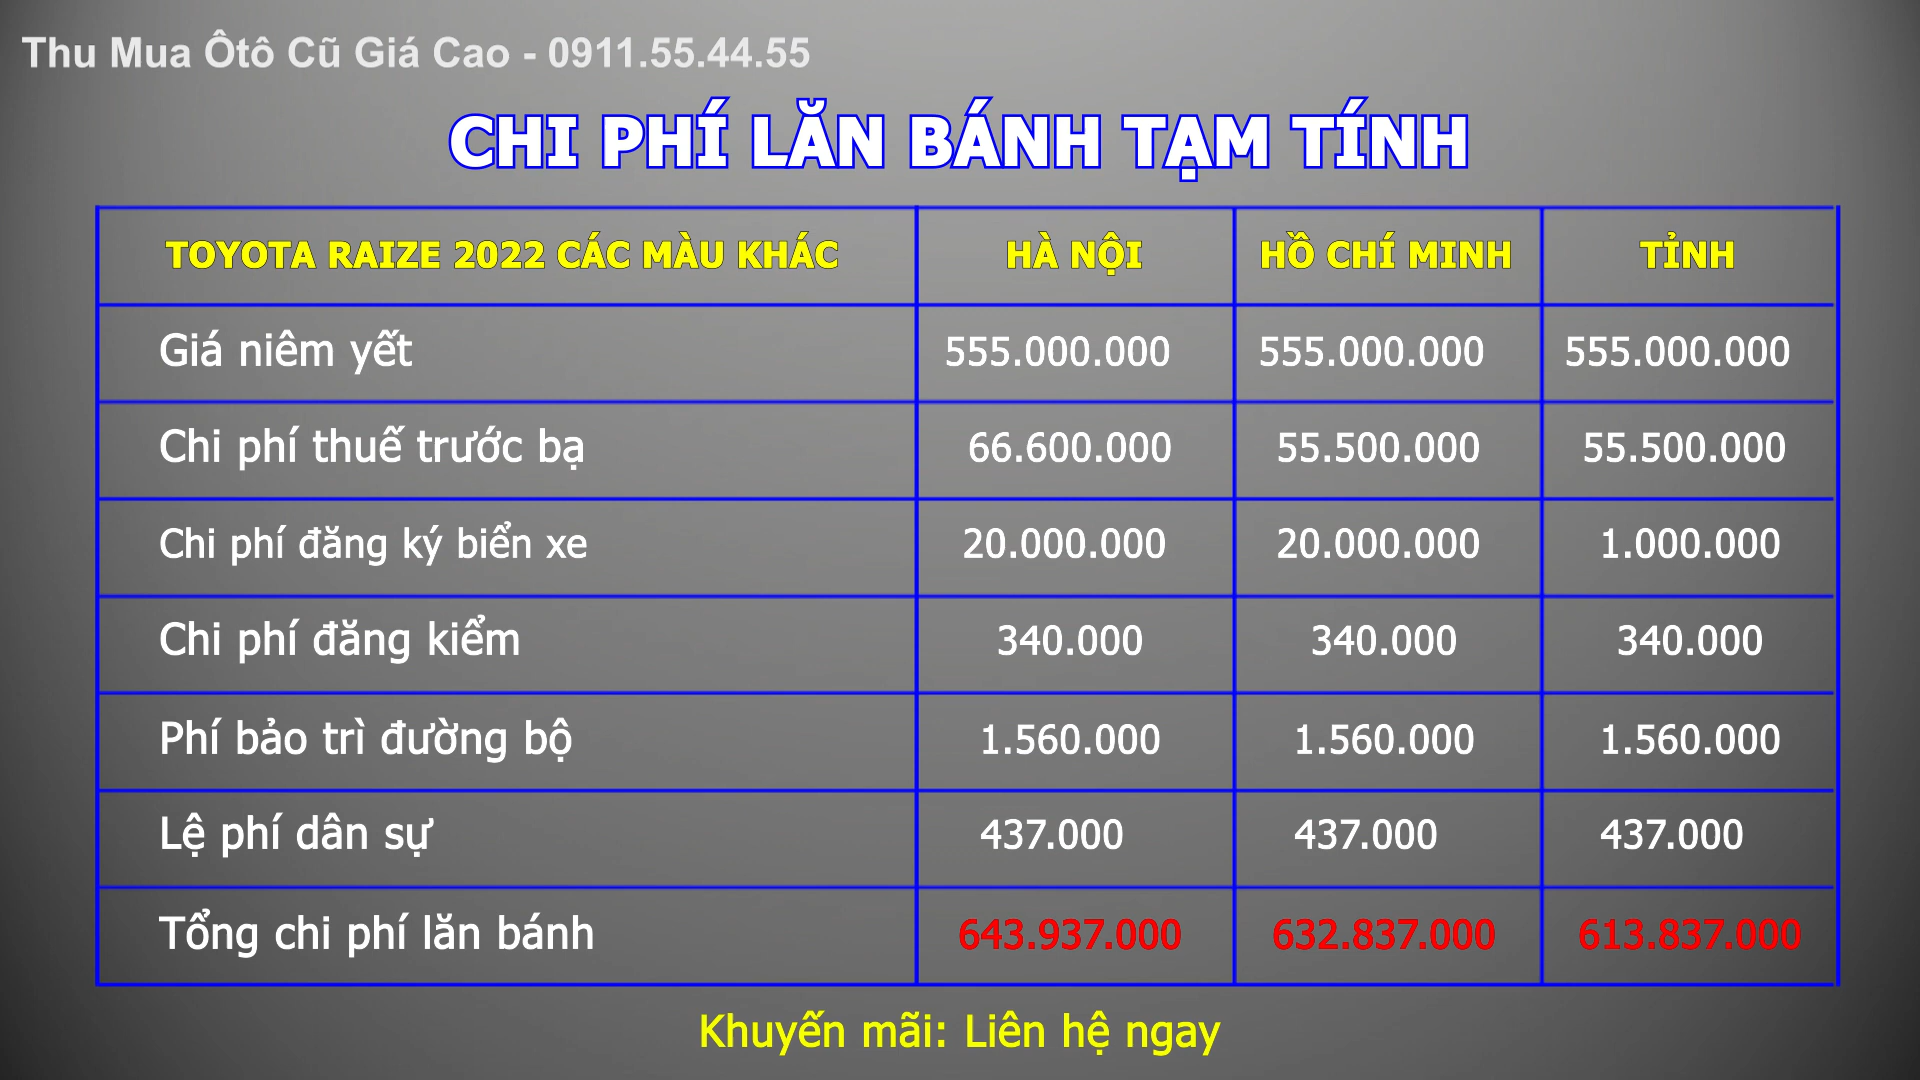 Thu Mua Ôtô Cũ Giá Cao - 0911.55.44.55
CHI PHÍ LĂN BÁNH TẠM TÍNH
TOYOTA RAIZE 2022 CÁC MÀU KHÁC HÀ NỘI HỒ CHÍ MINH TỈNH
Giá niêm yết 555.000.000 555.000.000 555.000.000
Chi phí thuế trước bạ 66.600.000 55.500.000 55.500.000
Chi phí đăng ký biển xe 20.000.000 20.000.000 1.000.000
Chi phí đăng kiểm 340.000 340.000 340.000
Phí bảo trì đường bộ 1.560.000 1.560.000 1.560.000
Lệ phí dân sự 437.000 437.000 437.000
Tổng chi phí lăn bánh 643.937.000 632.837.000 613.837.000
Khuyến mãi: Liên hệ ngay